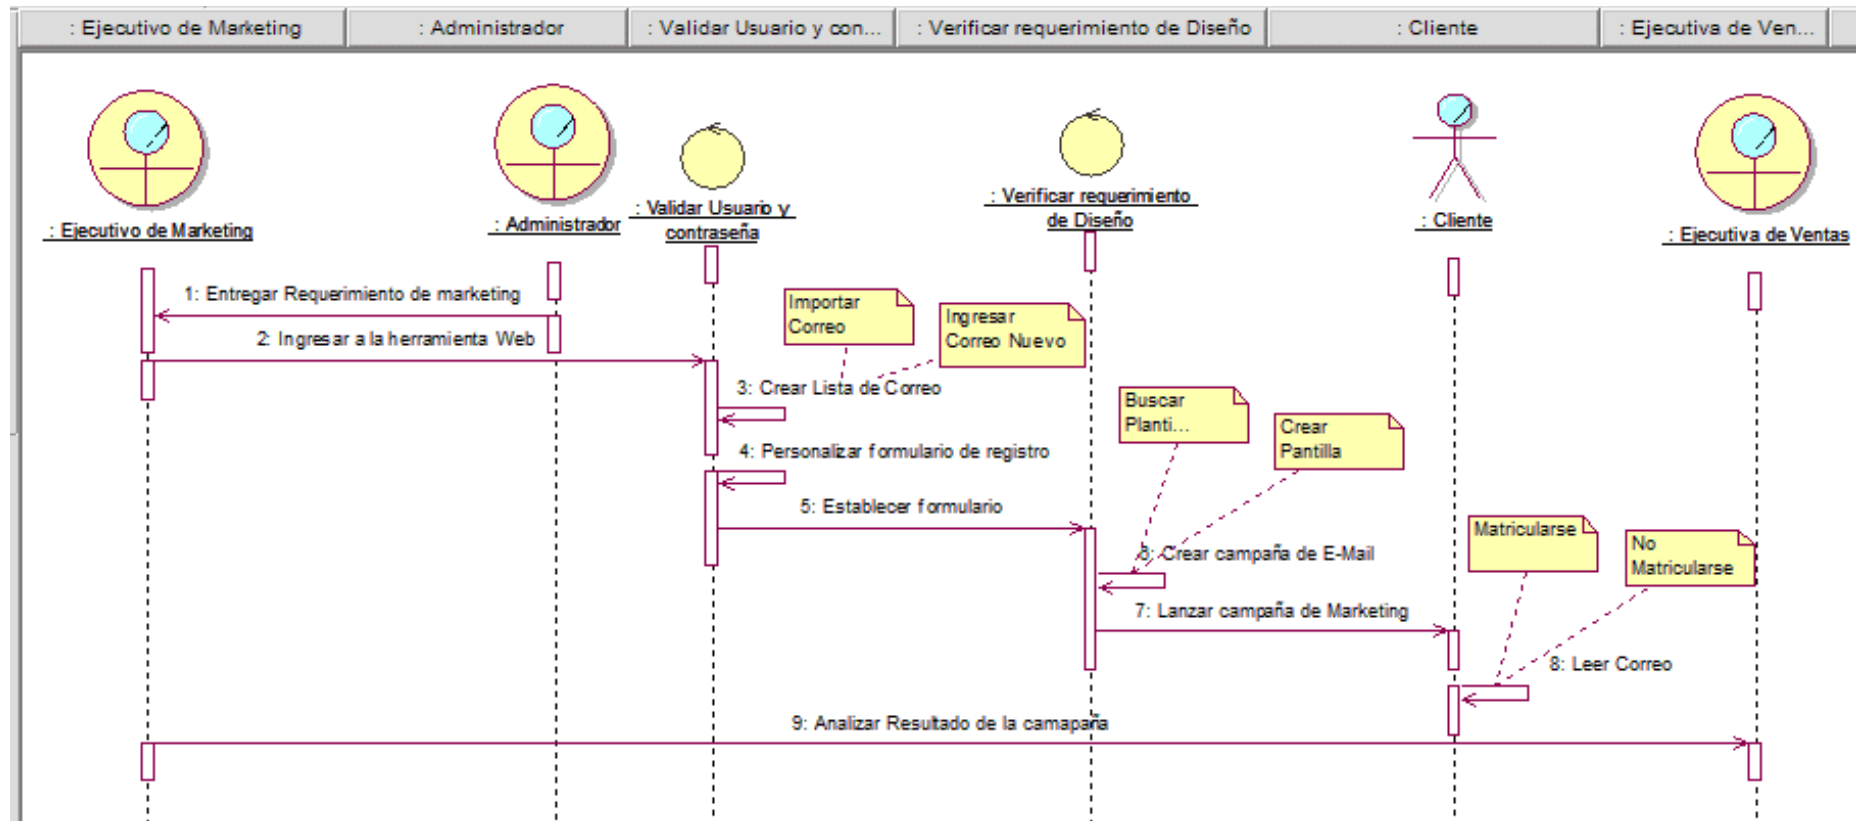 : Ejecutivo de Marketing
: Administrador
: Validar Usuario y con...
: Verificar requerimiento de Diseño
: Cliente
: Ejecutiva de Ven...
: Ejecutivo de Marketing
: Administrador
: Validar Usuario y
contraseña
: Verificar requerimiento
de Diseño
: Cliente
: Ejecutiva de Ventas
1: Entregar Requerimiento de marketing
2: Ingresar a la herramienta Web
Importar
Correo
Ingresar
Correo Nuevo
3: Crear Lista de Correo
Buscar
Planti...
Crear
Pantilla
4: Personalizar formulario de registro
5: Establecer formulario
Matricularse
No
Matricularse
6: Crear campaña de E-Mail
7: Lanzar campaña de Marketing
8: Leer Correo
9: Analizar Resultado de la camapaña